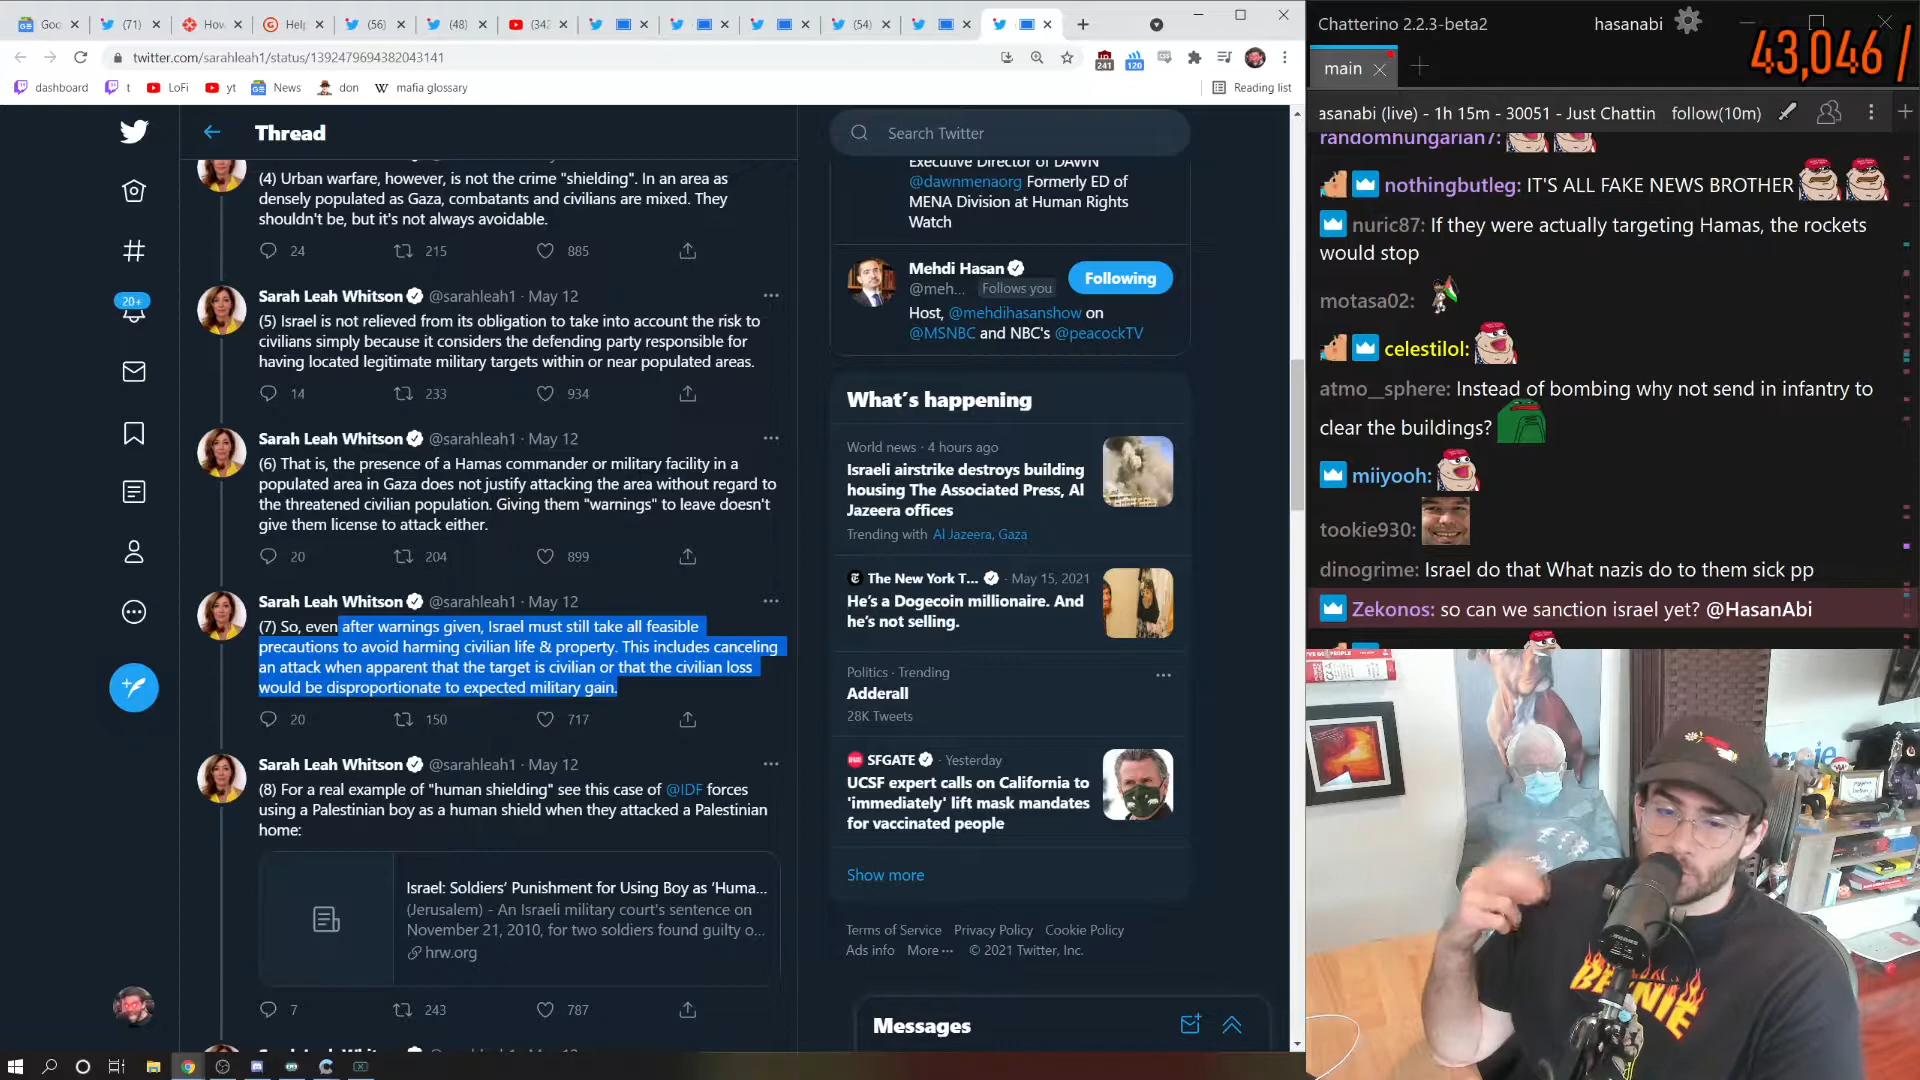 Goo
(71)
How
Help
(56)
(48)
(342
(54)
twitter.com/sarahleah1/status/1392479694382043141
241
120
dashboard
t
LoFi
yt
News
don
mafia glossary
Reading list
Thread
(4) Urban warfare, however, is not the crime "shielding". In an area as
densely populated as Gaza, combatants and civilians are mixed. They
shouldn't be, but it's not always avoidable.
24 215 885
Sarah Leah Whitson @sarahleah1 · May 12
(5) Israel is not relieved from its obligation to take into account the risk to
civilians simply because it considers the defending party responsible for
having located legitimate military targets within or near populated areas.
14 233 934
Sarah Leah Whitson @sarahleah1 · May 12
(6) That is, the presence of a Hamas commander or military facility in a
populated area in Gaza does not justify attacking the area without regard to
the threatened civilian population. Giving them "warnings" to leave doesn't
give them license to attack either.
20 204 899
20+
Sarah Leah Whitson @sarahleah1 · May 12
(7) So, even after warnings given, Israel must still take all feasible
precautions to avoid harming civilian life & property. This includes canceling
an attack when apparent that the target is civilian or that the civilian loss
would be disproportionate to expected military gain.
20 150 717
Sarah Leah Whitson @sarahleah1 · May 12
(8) For a real example of "human shielding" see this case of @IDF forces
using a Palestinian boy as a human shield when they attacked a Palestinian
home:
Israel: Soldiers' Punishment for Using Boy as 'Huma...
(Jerusalem) - An Israeli military court's sentence on
November 21, 2010, for two soldiers found guilty o...
hrw.org
7 243 787
Search Twitter
Executive Director of DAWN
@dawnmenaorg Formerly ED of
MENA Division at Human Rights
Watch
Mehdi Hasan
@meh... Follows you
Following
Host, @mehdihasanshow on
@MSNBC and NBC's @peacockTV
What's happening
World news · 4 hours ago
Israeli airstrike destroys building
housing The Associated Press, Al
Jazeera offices
Trending with Al Jazeera, Gaza
The New York T... · May 15, 2021
He's a Dogecoin millionaire. And
he's not selling.
Politics · Trending
Adderall
28K Tweets
SFGATE · Yesterday
UCSF expert calls on California to
'immediately' lift mask mandates
for vaccinated people
Show more
Terms of Service Privacy Policy Cookie Policy
Ads info More ··· © 2021 Twitter, Inc.
Messages
Chatterino 2.2.3-beta2
hasanabi
43,046 /
main
asanabi (live) - 1h 15m - 30051 - Just Chattin follow(10m)
randomhungarian7:
nothingbutleg: IT'S ALL FAKE NEWS BROTHER
nuric87: If they were actually targeting Hamas, the rockets
would stop
motasa02:
celestilol:
atmo__sphere: Instead of bombing why not send in infantry to
clear the buildings?
miiyooh:
tookie930:
dinogrime: Israel do that What nazis do to them sick pp
Zekonos: so can we sanction israel yet? @HasanAbi
BERNIE